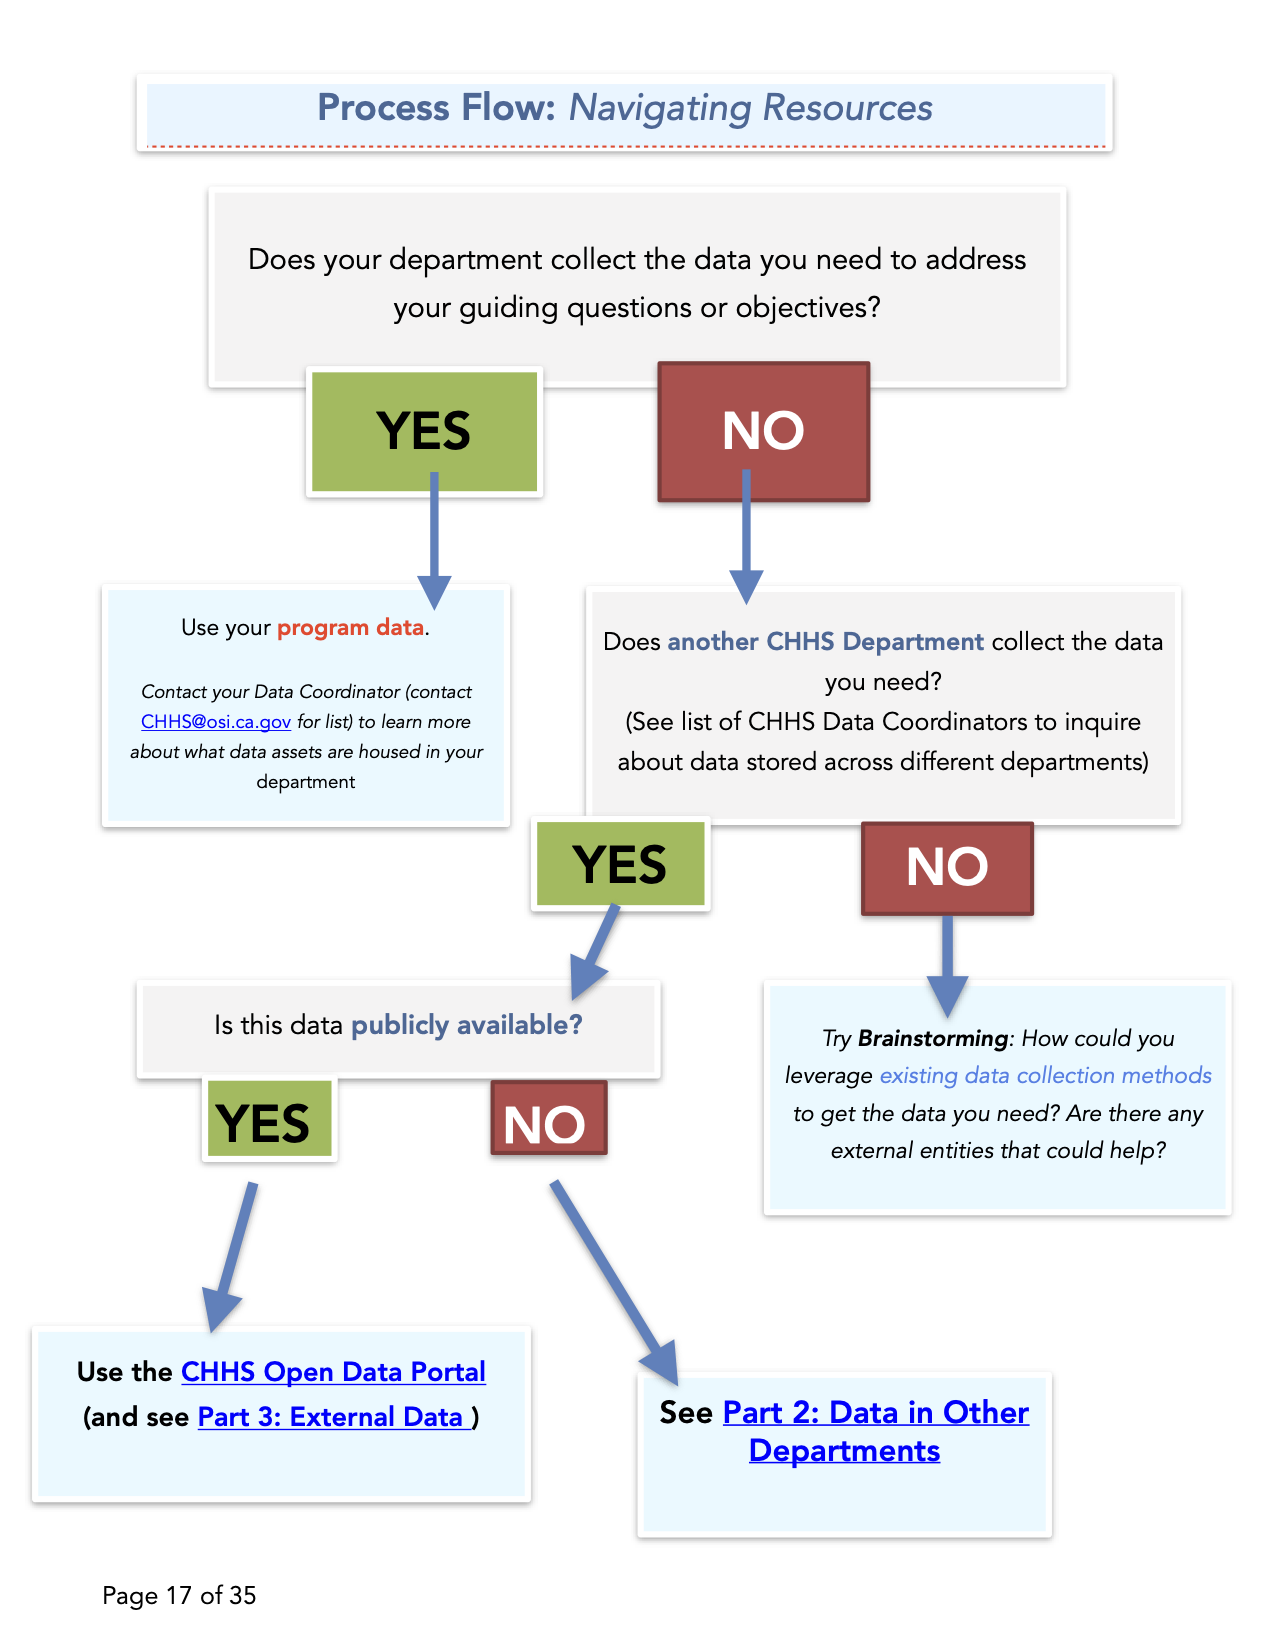 Process Flow: Navigating Resources
Does your department collect the data you need to address
your guiding questions or objectives?
YES
NO
Use your program data.
Contact your Data Coordinator (contact
CHHS@osi.ca.gov for list) to learn more
about what data assets are housed in your
department
Does another CHHS Department collect the data
you need?
(See list of CHHS Data Coordinators to inquire
about data stored across different departments)
YES
NO
Is this data publicly available?
YES
NO
Try Brainstorming: How could you
leverage existing data collection methods
to get the data you need? Are there any
external entities that could help?
Use the CHHS Open Data Portal
(and see Part 3: External Data )
See Part 2: Data in Other
Departments
Page 17 of 35